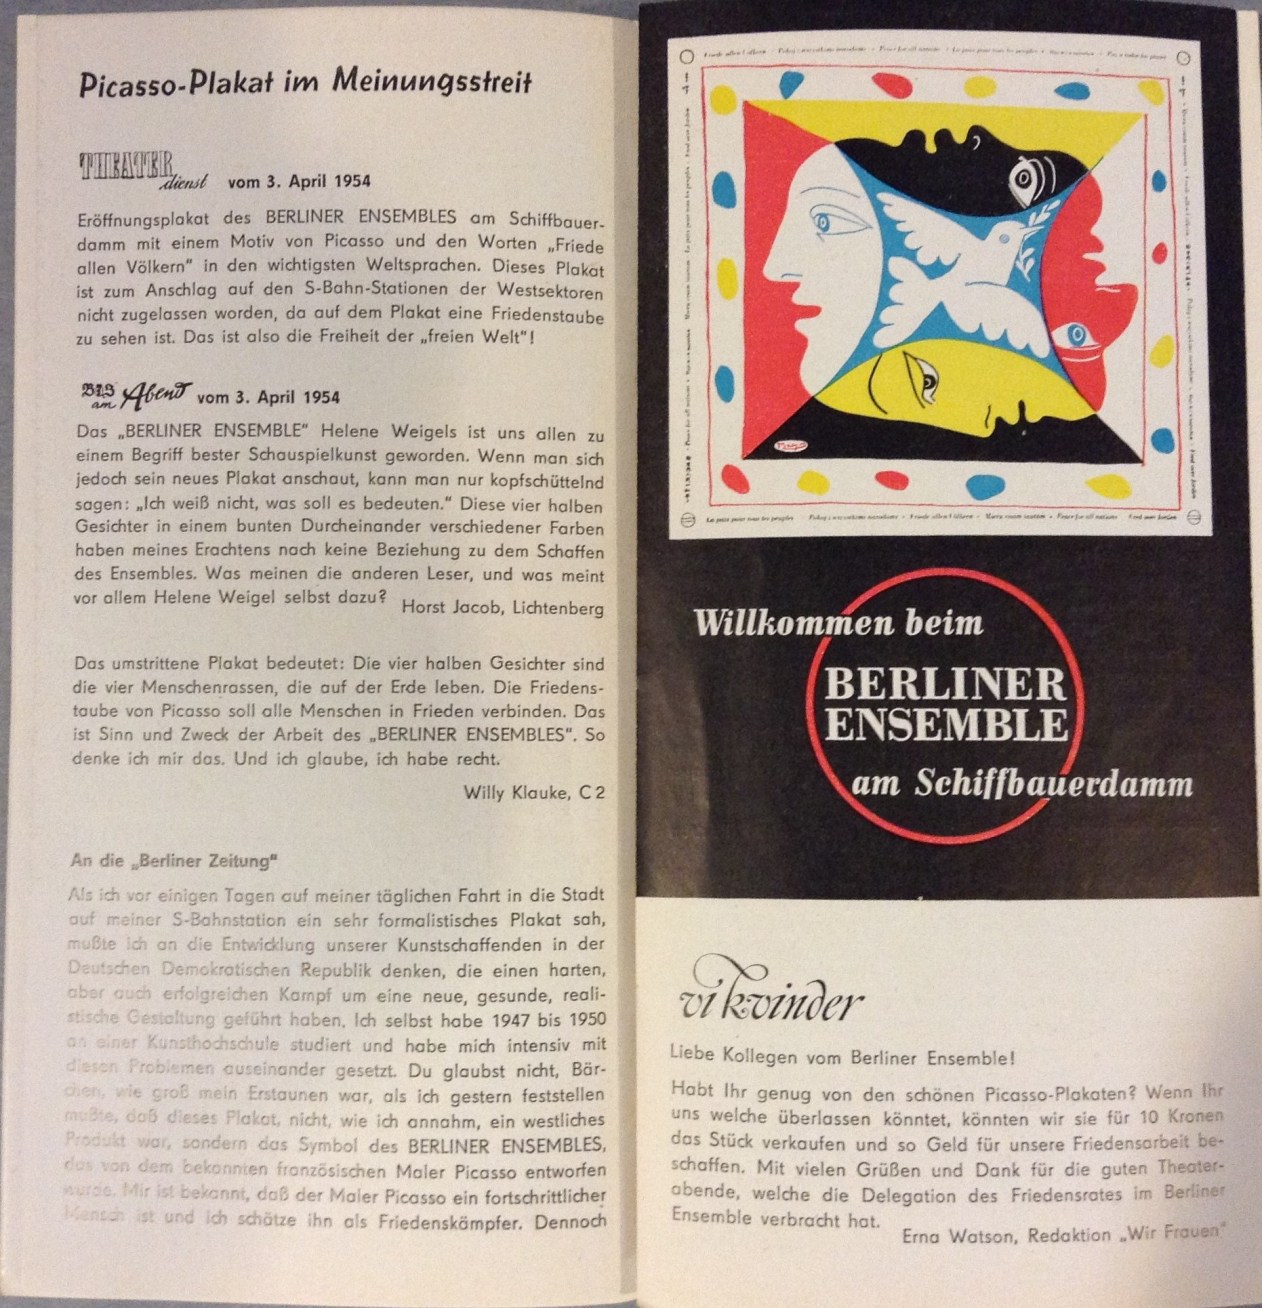 Picasso-Plakat im Meinungsstreit
THEATER
dienst vom 3. April 1954
Eröffnungsplakat des BERLINER ENSEMBLES am Schiffbauer-
damm mit einem Motiv von Picasso und den Worten „Friede
allen Völkern“ in den wichtigsten Weltsprachen. Dieses Plakat
ist zum Anschlag auf den S-Bahn-Stationen der Westsektoren
nicht zugelassen worden, da auf dem Plakat eine Friedenstaube
zu sehen ist. Das ist also die Freiheit der „freien Welt“!
BZB am Abend vom 3. April 1954
Das „BERLINER ENSEMBLE“ Helene Weigels ist uns allen zu
einem Begriff bester Schauspielkunst geworden. Wenn man sich
jedoch sein neues Plakat anschaut, kann man nur kopfschüttelnd
sagen: „Ich weiß nicht, was soll es bedeuten.“ Diese vier halben
Gesichter in einem bunten Durcheinander verschiedener Farben
haben meines Erachtens nach keine Beziehung zu dem Schaffen
des Ensembles. Was meinen die anderen Leser, und was meint
vor allem Helene Weigel selbst dazu?
Horst Jacob, Lichtenberg
Das umstrittene Plakat bedeutet: Die vier halben Gesichter sind
die vier Menschenrassen, die auf der Erde leben. Die Friedens-
taube von Picasso soll alle Menschen in Frieden verbinden. Das
ist Sinn und Zweck der Arbeit des „BERLINER ENSEMBLES“. So
denke ich mir das. Und ich glaube, ich habe recht.
Willy Klauke, C 2
An die „Berliner Zeitung“
Als ich vor einigen Tagen auf meiner täglichen Fahrt in die Stadt
auf meiner S-Bahnstation ein sehr formalistisches Plakat sah,
mußte ich an die Entwicklung unserer Kunstschaffenden in der
Deutschen Demokratischen Republik denken, die einen harten,
aber auch erfolgreichen Kampf um eine neue, gesunde, reali-
stische Gestaltung geführt haben. Ich selbst habe 1947 bis 1950
an einer Kunsthochschule studiert und habe mich intensiv mit
diesen Problemen auseinander gesetzt. Du glaubst nicht, Bär-
chen, wie groß mein Erstaunen war, als ich gestern feststellen
mußte, daß dieses Plakat, nicht, wie ich annahm, ein westliches
Produkt war, sondern das Symbol des BERLINER ENSEMBLES,
das von dem bekannten französischen Maler Picasso entworfen
wurde. Mir ist bekannt, daß der Maler Picasso ein fortschrittlicher
Mensch ist und ich schätze ihn als Friedenskämpfer. Dennoch
Willkommen beim
BERLINER
ENSEMBLE
am Schiffbauerdamm
vi kvinder
Liebe Kollegen vom Berliner Ensemble!
Habt Ihr genug von den schönen Picasso-Plakaten? Wenn Ihr
uns welche überlassen könntet, könnten wir sie für 10 Kronen
das Stück verkaufen und so Geld für unsere Friedensarbeit be-
schaffen. Mit vielen Grüßen und Dank für die guten Theater-
abende, welche die Delegation des Friedensrates im Berliner
Ensemble verbracht hat.
Erna Watson, Redaktion „Wir Frauen“